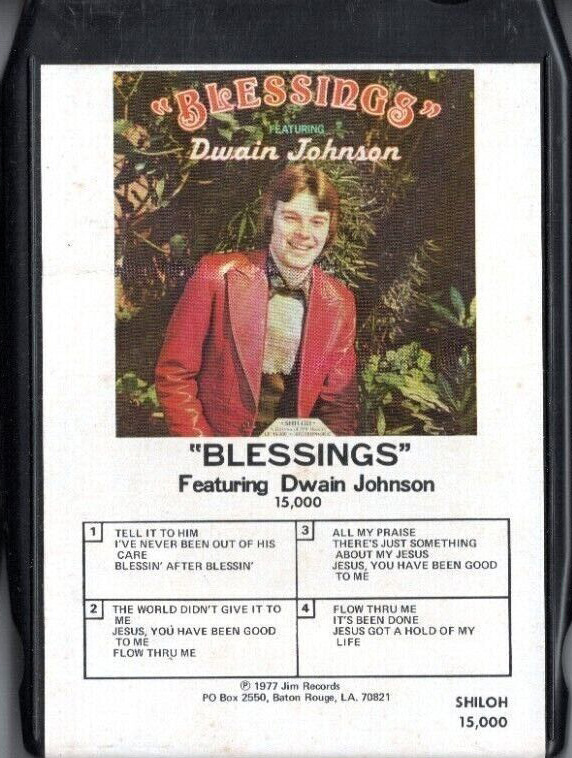 "BLESSINGS"
FEATURING
Dwain Johnson
"BLESSINGS"
Featuring Dwain Johnson
15,000
1
TELL IT TO HIM
I'VE NEVER BEEN OUT OF HIS
CARE
BLESSIN' AFTER BLESSIN'
2
THE WORLD DIDN'T GIVE IT TO
ME
JESUS, YOU HAVE BEEN GOOD
TO ME
FLOW THRU ME
3
ALL MY PRAISE
THERE'S JUST SOMETHING
ABOUT MY JESUS
JESUS, YOU HAVE BEEN GOOD
TO ME
4
FLOW THRU ME
IT'S BEEN DONE
JESUS GOT A HOLD OF MY
LIFE
℗ 1977 Jim Records
PO Box 2550, Baton Rouge, LA. 70821
SHILOH
15,000